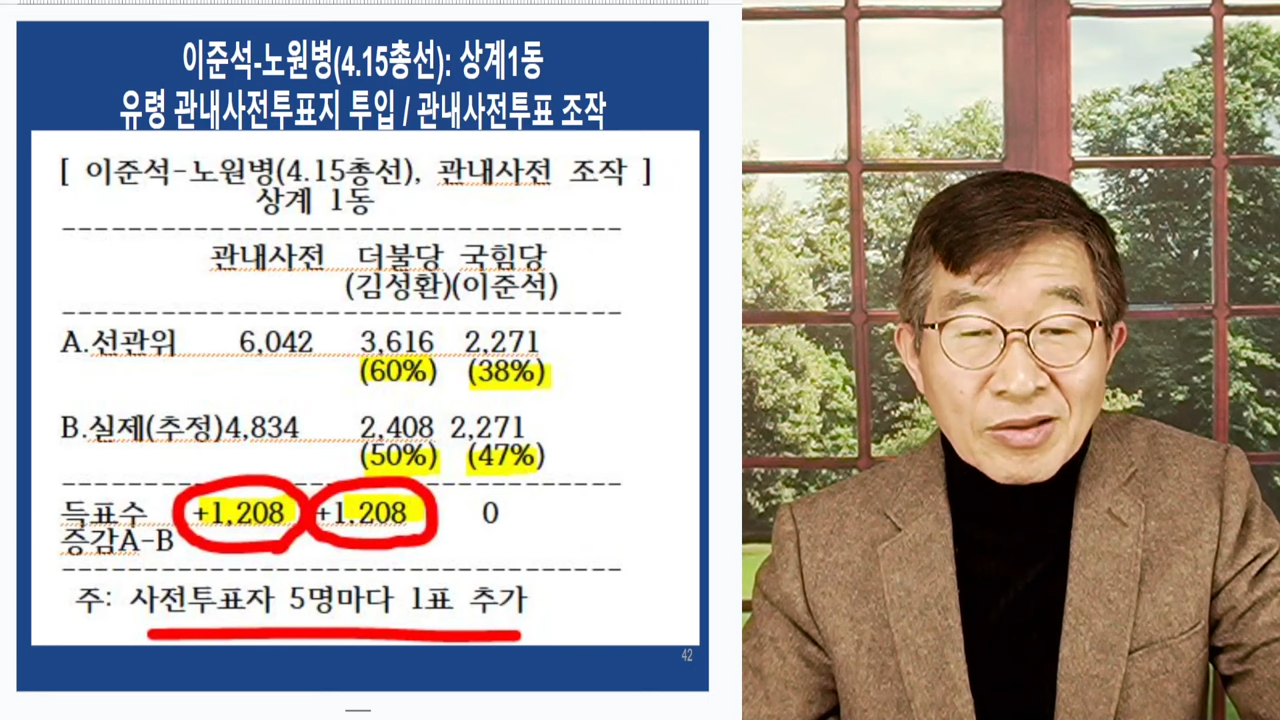 이준석-노원병(4.15총선): 상계1동
유령 관내사전투표지 투입 / 관내사전투표 조작
[ 이준석-노원병(4.15총선), 관내사전 조작 ]
상계 1동
관내사전 더불당 국힘당
(김성환)(이준석)
A.선관위 6,042 3,616 2,271
(60%) (38%)
B.실제(추정)4,834 2,408 2,271
(50%) (47%)
득표수 +1,208 +1,208 0
증감A-B
주: 사전투표자 5명마다 1표 추가
42